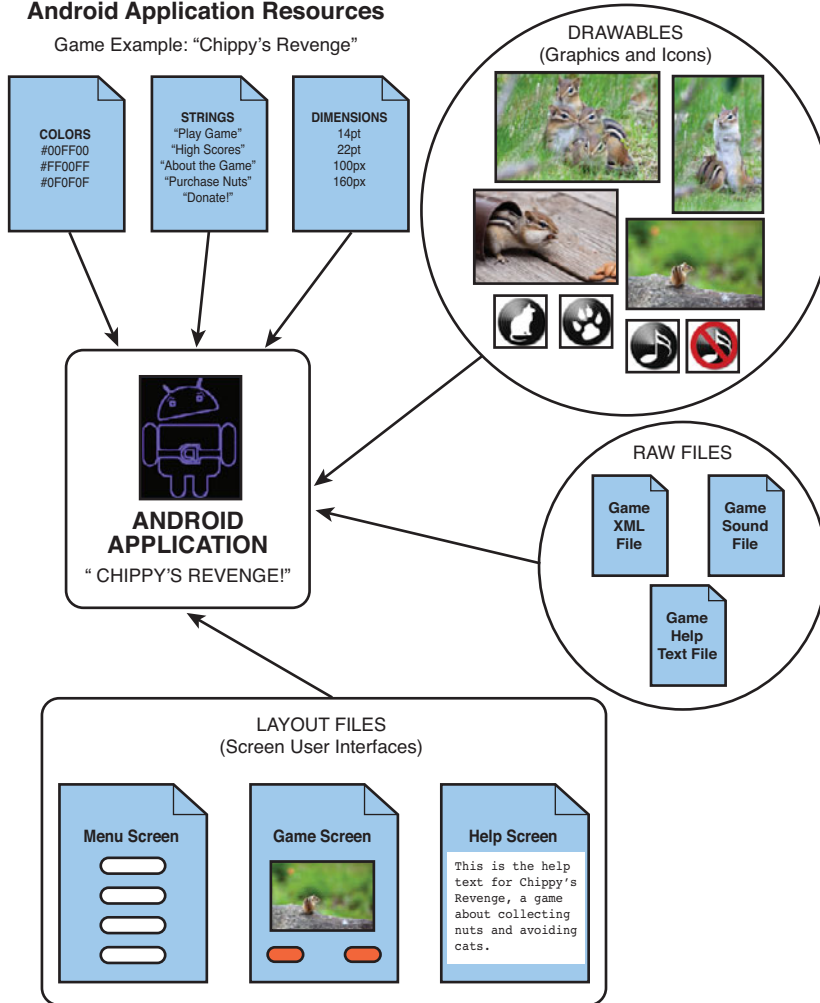 Android Application Resources
Game Example: “Chippy’s Revenge”
COLORS
#00FF00
#FF00FF
#0F0F0F
STRINGS
“Play Game”
“High Scores”
“About the Game”
“Purchase Nuts”
“Donate!”
DIMENSIONS
14pt
22pt
100px
160px
DRAWABLES
(Graphics and Icons)
ANDROID
APPLICATION
“ CHIPPY’S REVENGE!”
RAW FILES
Game
XML
File
Game
Sound
File
Game
Help
Text File
LAYOUT FILES
(Screen User Interfaces)
Menu Screen
Game Screen
Help Screen
This is the help
text for Chippy’s
Revenge, a game
about collecting
nuts and avoiding
cats.